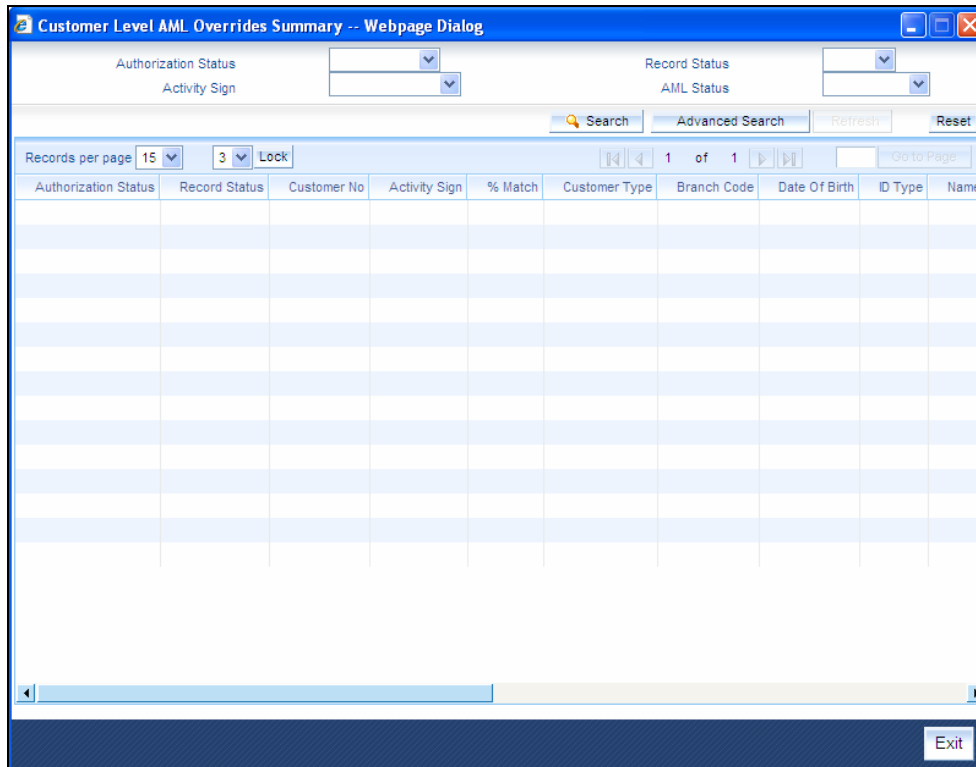 Customer Level AML Overrides Summary -- Webpage Dialog
Authorization Status Record Status
Activity Sign AML Status
Search Advanced Search Refresh Reset
Records per page 15 3 Lock 1 of 1 Go to Page
Authorization Status Record Status Customer No Activity Sign % Match Customer Type Branch Code Date Of Birth ID Type Name
Exit